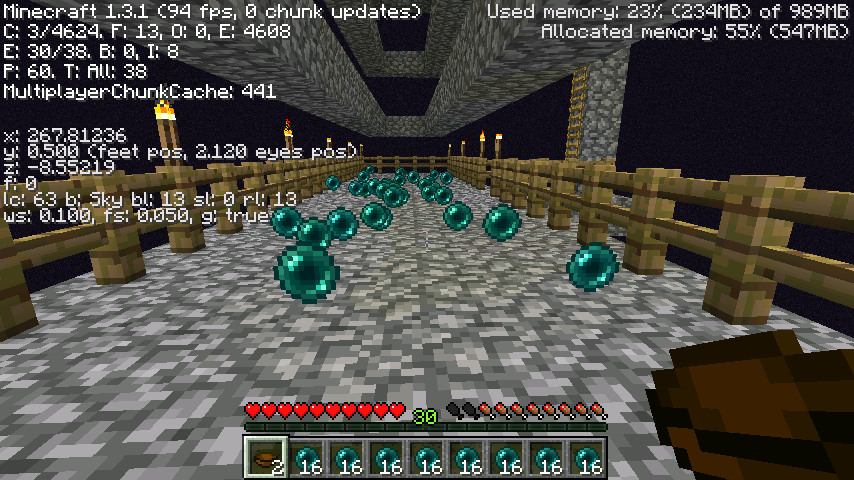 Minecraft 1.3.1 (94 fps, 0 chunk updates)
C: 3/4624. F: 13, O: 0, E: 4608
E: 30/38. B: 0, I: 8
P: 60. T: All: 38
MultiplayerChunkCache: 441
Used memory: 23% (234MB) of 989MB
Allocated memory: 55% (547MB)
x: 267.81236
y: 0.500 (feet pos, 2.120 eyes pos)
z: -8.55219
f: 0
lc: 63 b: Sky bl: 13 sl: 0 rl: 13
ws: 0.100, fs: 0.050, g: true
30
2 16 16 16 16 16 16 16 16